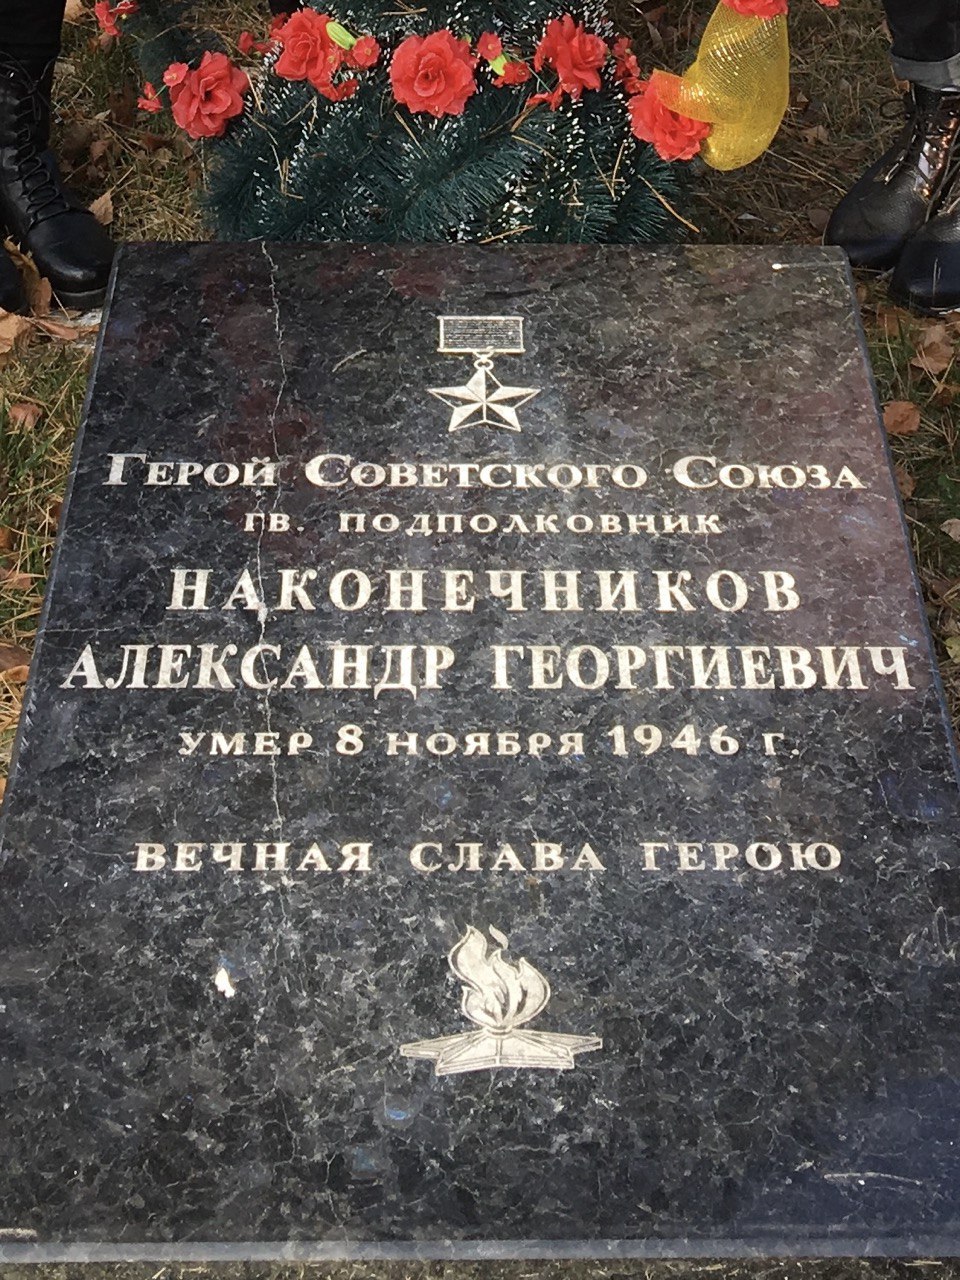 Герой Советского Союза
гв. подполковник
НАКОНЕЧНИКОВ
АЛЕКСАНДР ГЕОРГИЕВИЧ
умер 8 ноября 1946 г.
ВЕЧНАЯ СЛАВА ГЕРОЮ